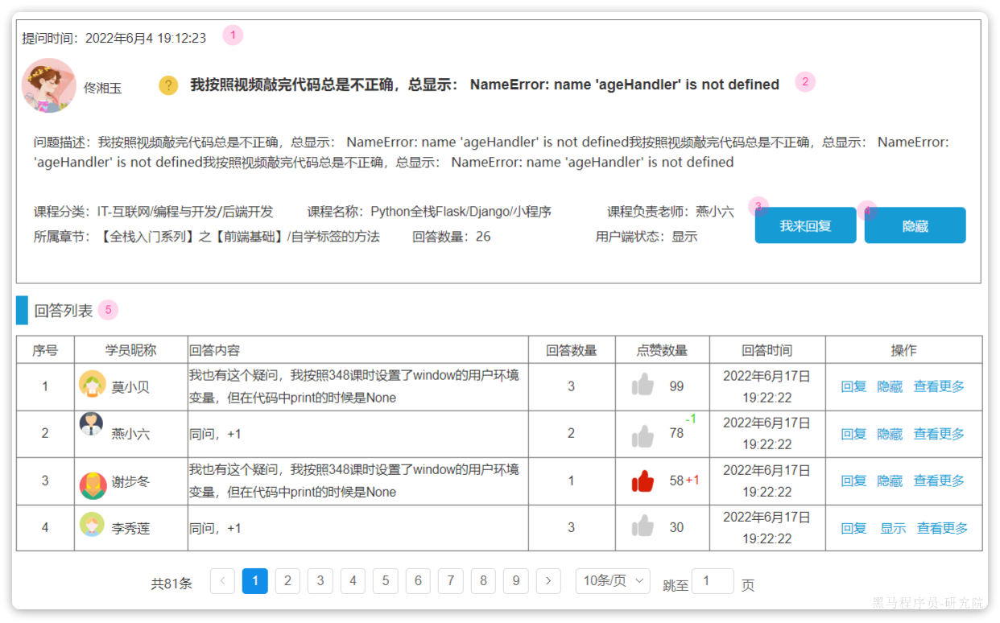 提问时间：2022年6月4 19:12:23 1
佟湘玉 ? 我按照视频敲完代码总是不正确，总显示： NameError: name 'ageHandler' is not defined 2
问题描述：我按照视频敲完代码总是不正确，总显示： NameError: name 'ageHandler' is not defined我按照视频敲完代码总是不正确，总显示： NameError:
'ageHandler' is not defined我按照视频敲完代码总是不正确，总显示： NameError: name 'ageHandler' is not defined
课程分类：IT-互联网/编程与开发/后端开发 课程名称：Python全栈Flask/Django/小程序 课程负责老师：燕小六
所属章节：【全栈入门系列】之【前端基础】/自学标签的方法 回答数量：26 用户端状态：显示
3 我来回复 4 隐藏
回答列表 5
序号 学员昵称 回答内容 回答数量 点赞数量 回答时间 操作
1 莫小贝 我也有这个疑问，我按照348课时设置了window的用户环境 3 99 2022年6月17日 回复 隐藏 查看更多
变量，但在代码中print的时候是None 19:22:22
2 燕小六 同问，+1 2 78 -1 2022年6月17日 回复 隐藏 查看更多
19:22:22
3 谢步冬 我也有这个疑问，我按照348课时设置了window的用户环境 1 58 +1 2022年6月17日 回复 隐藏 查看更多
变量，但在代码中print的时候是None 19:22:22
4 李秀莲 同问，+1 3 30 2022年6月17日 回复 显示 查看更多
19:22:22
共81条 < 1 2 3 4 5 6 7 8 9 > 10条/页 跳至 1 页
黑马程序员-研究院